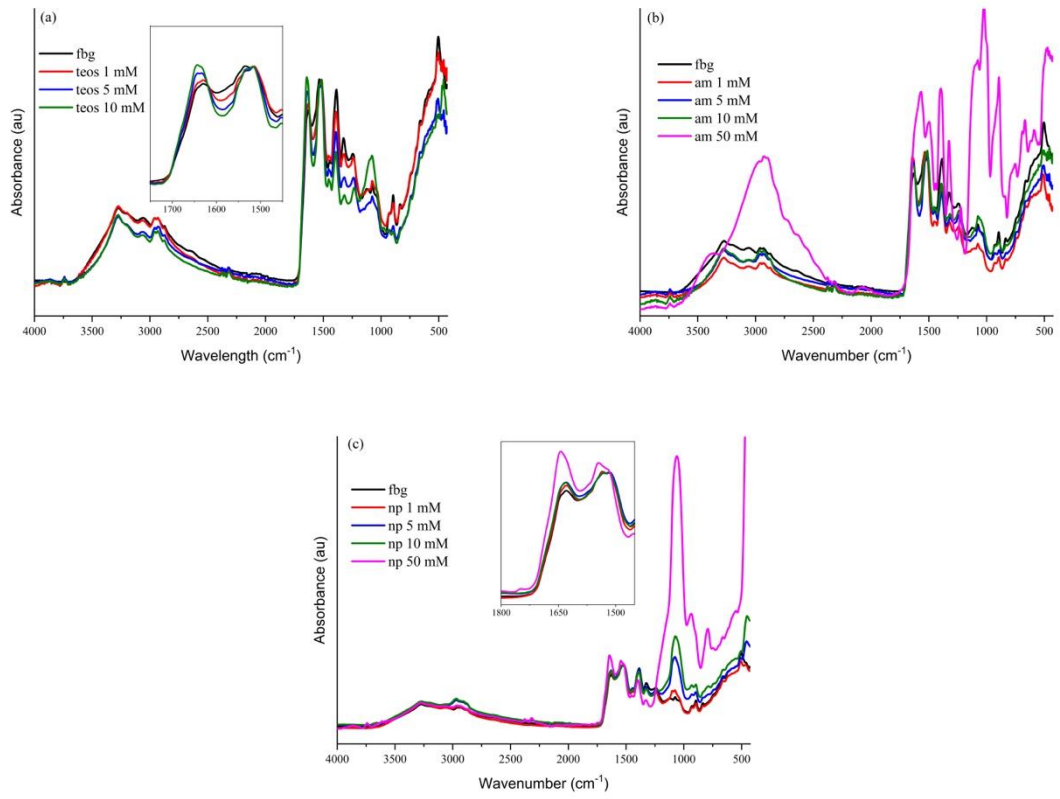 (a)
fbg
teos 1 mM
teos 5 mM
teos 10 mM
1700 1600 1500
Absorbance (au)
4000 3500 3000 2500 2000 1500 1000 500
Wavelength (cm-1)
(b)
fbg
am 1 mM
am 5 mM
am 10 mM
am 50 mM
Absorbance (au)
4000 3500 3000 2500 2000 1500 1000 500
Wavenumber (cm-1)
(c)
fbg
np 1 mM
np 5 mM
np 10 mM
np 50 mM
1800 1650 1500
Absorbance (au)
4000 3500 3000 2500 2000 1500 1000 500
Wavenumber (cm-1)